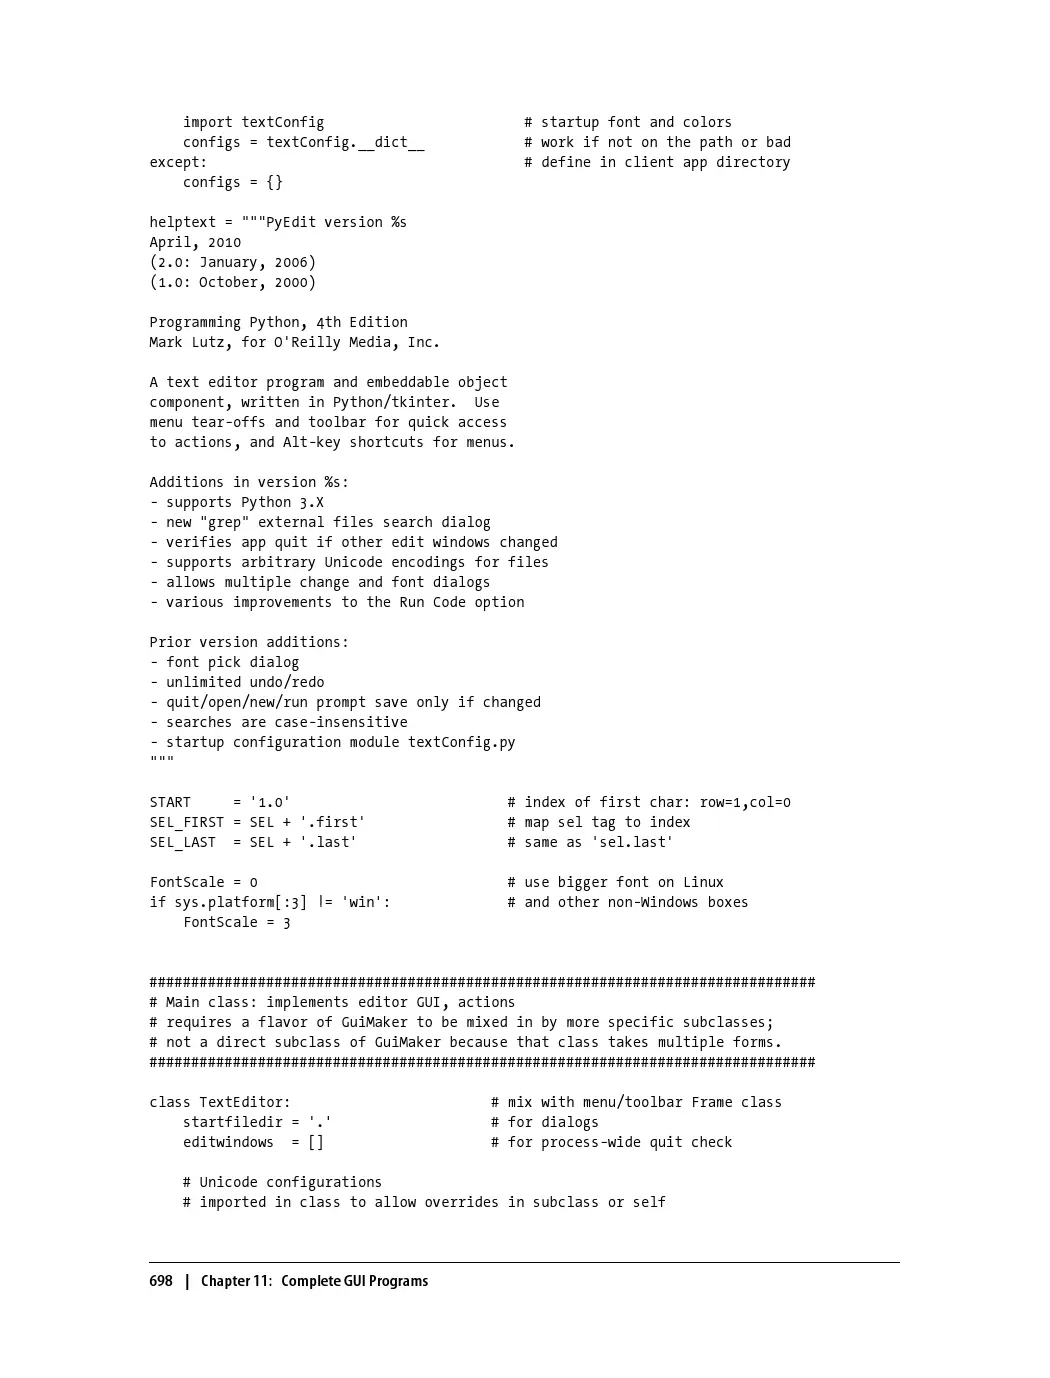 import textConfig                        # startup font and colors
    configs = textConfig.__dict__            # work if not on the path or bad
except:                                      # define in client app directory
    configs = {}

helptext = """PyEdit version %s
April, 2010
(2.0: January, 2006)
(1.0: October, 2000)

Programming Python, 4th Edition
Mark Lutz, for O'Reilly Media, Inc.

A text editor program and embeddable object
component, written in Python/tkinter.  Use
menu tear-offs and toolbar for quick access
to actions, and Alt-key shortcuts for menus.

Additions in version %s:
- supports Python 3.X
- new "grep" external files search dialog
- verifies app quit if other edit windows changed
- supports arbitrary Unicode encodings for files
- allows multiple change and font dialogs
- various improvements to the Run Code option

Prior version additions:
- font pick dialog
- unlimited undo/redo
- quit/open/new/run prompt save only if changed
- searches are case-insensitive
- startup configuration module textConfig.py
"""

START     = '1.0'                          # index of first char: row=1,col=0
SEL_FIRST = SEL + '.first'                 # map sel tag to index
SEL_LAST  = SEL + '.last'                  # same as 'sel.last'

FontScale = 0                              # use bigger font on Linux
if sys.platform[:3] != 'win':              # and other non-Windows boxes
    FontScale = 3


################################################################################
# Main class: implements editor GUI, actions
# requires a flavor of GuiMaker to be mixed in by more specific subclasses;
# not a direct subclass of GuiMaker because that class takes multiple forms.
################################################################################

class TextEditor:                        # mix with menu/toolbar Frame class
    startfiledir = '.'                   # for dialogs
    editwindows  = []                    # for process-wide quit check

    # Unicode configurations
    # imported in class to allow overrides in subclass or self

698 | Chapter 11: Complete GUI Programs